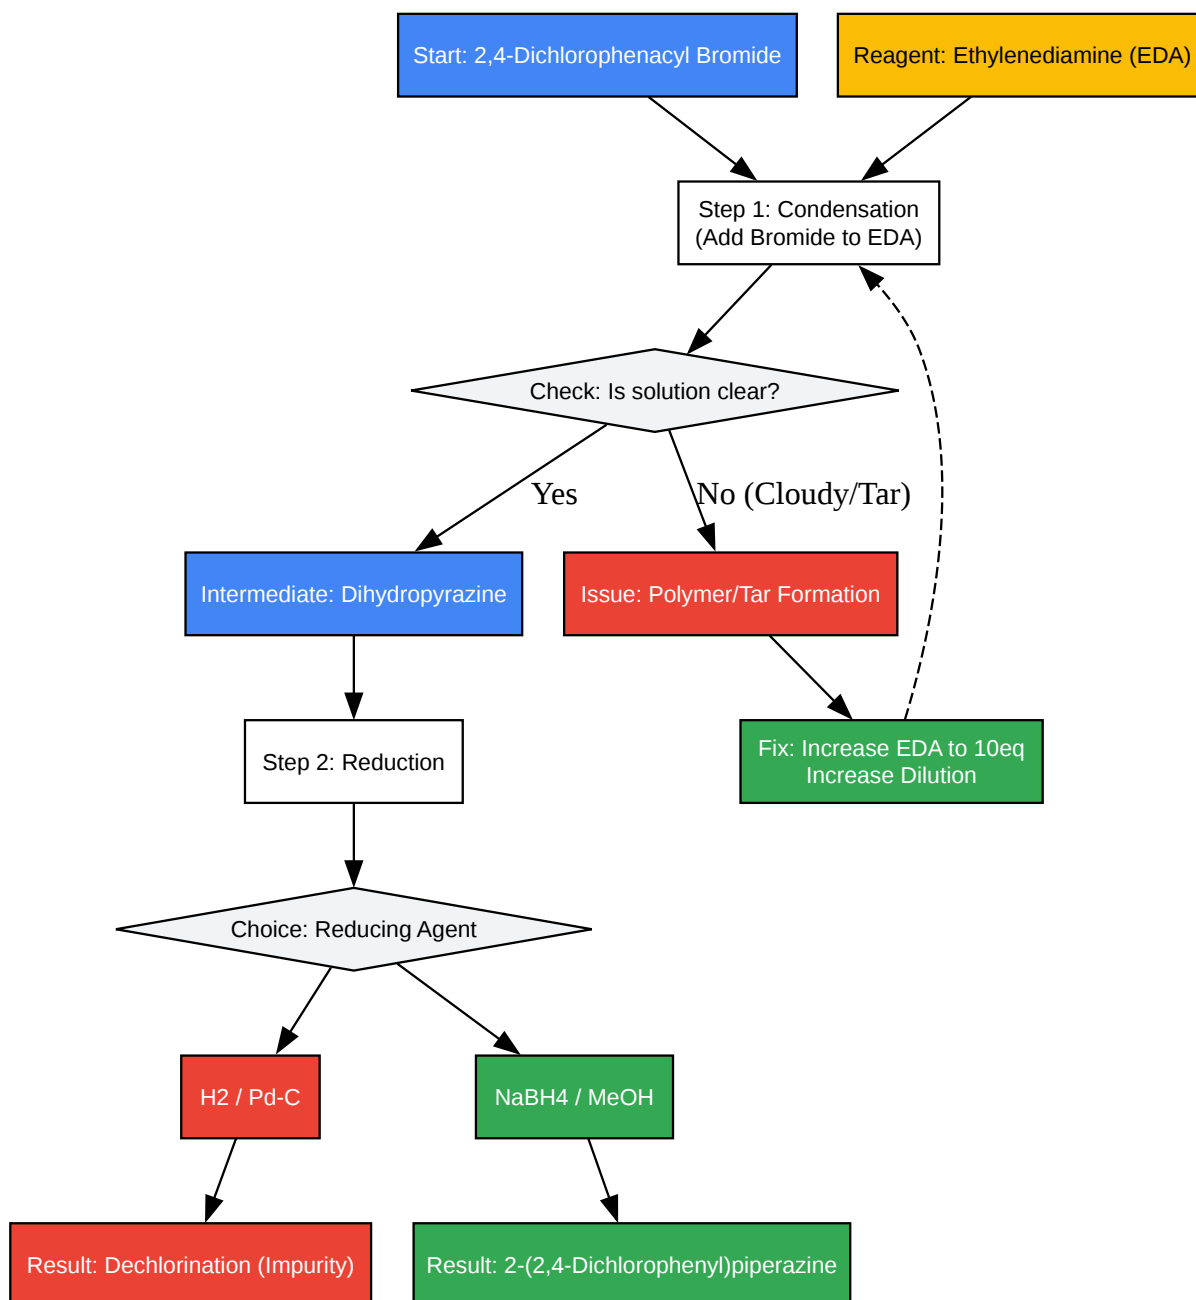 Start: 2,4-Dichlorophenacyl Bromide
Reagent: Ethylenediamine (EDA)
Step 1: Condensation
(Add Bromide to EDA)
Check: Is solution clear?
Yes
No (Cloudy/Tar)
Intermediate: Dihydropyrazine
Issue: Polymer/Tar Formation
Step 2: Reduction
Fix: Increase EDA to 10eq
Increase Dilution
Choice: Reducing Agent
H2 / Pd-C
NaBH4 / MeOH
Result: Dechlorination (Impurity)
Result: 2-(2,4-Dichlorophenyl)piperazine